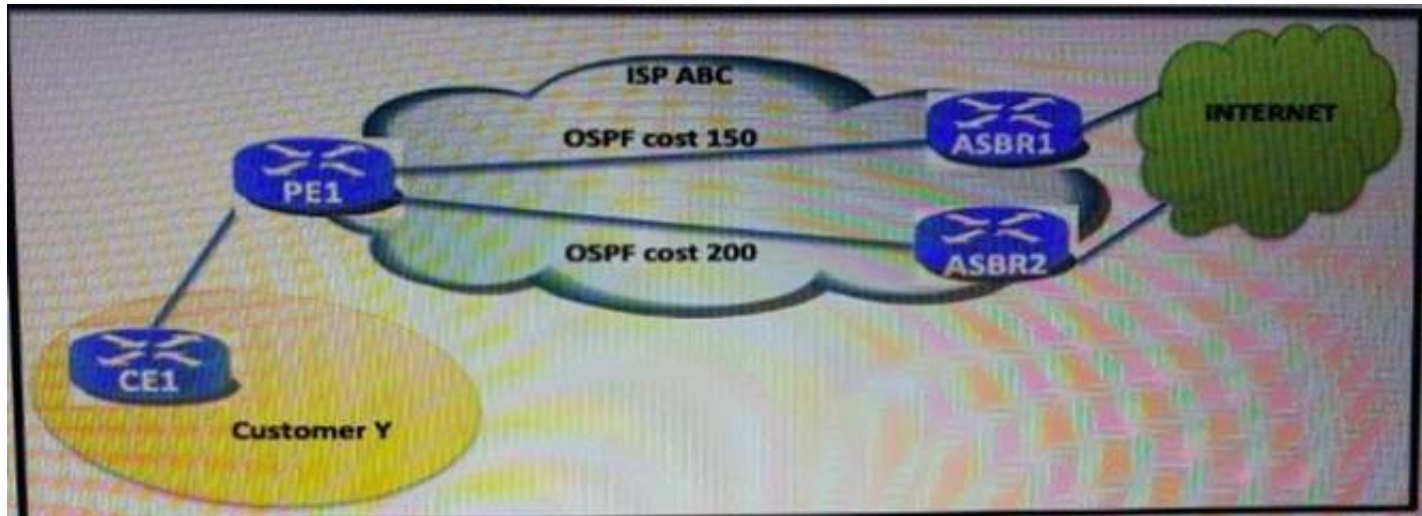 ISP ABC
OSPF cost 150
ASBR1
INTERNET
PE1
OSPF cost 200
ASBR2
CE1
Customer Y